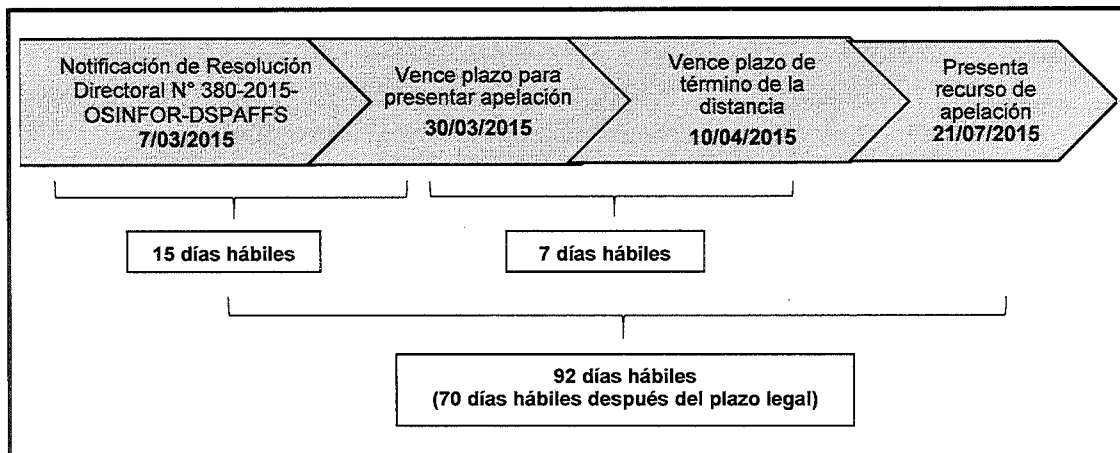 Notificación de Resolución
Directoral N° 380-2015-
OSINFOR-DSPAFFS
7/03/2015
Vence plazo para
presentar apelación
30/03/2015
Vence plazo de
término de la
distancia
10/04/2015
Presenta
recurso de
apelación
21/07/2015
15 días hábiles
7 días hábiles
92 días hábiles
(70 días hábiles después del plazo legal)